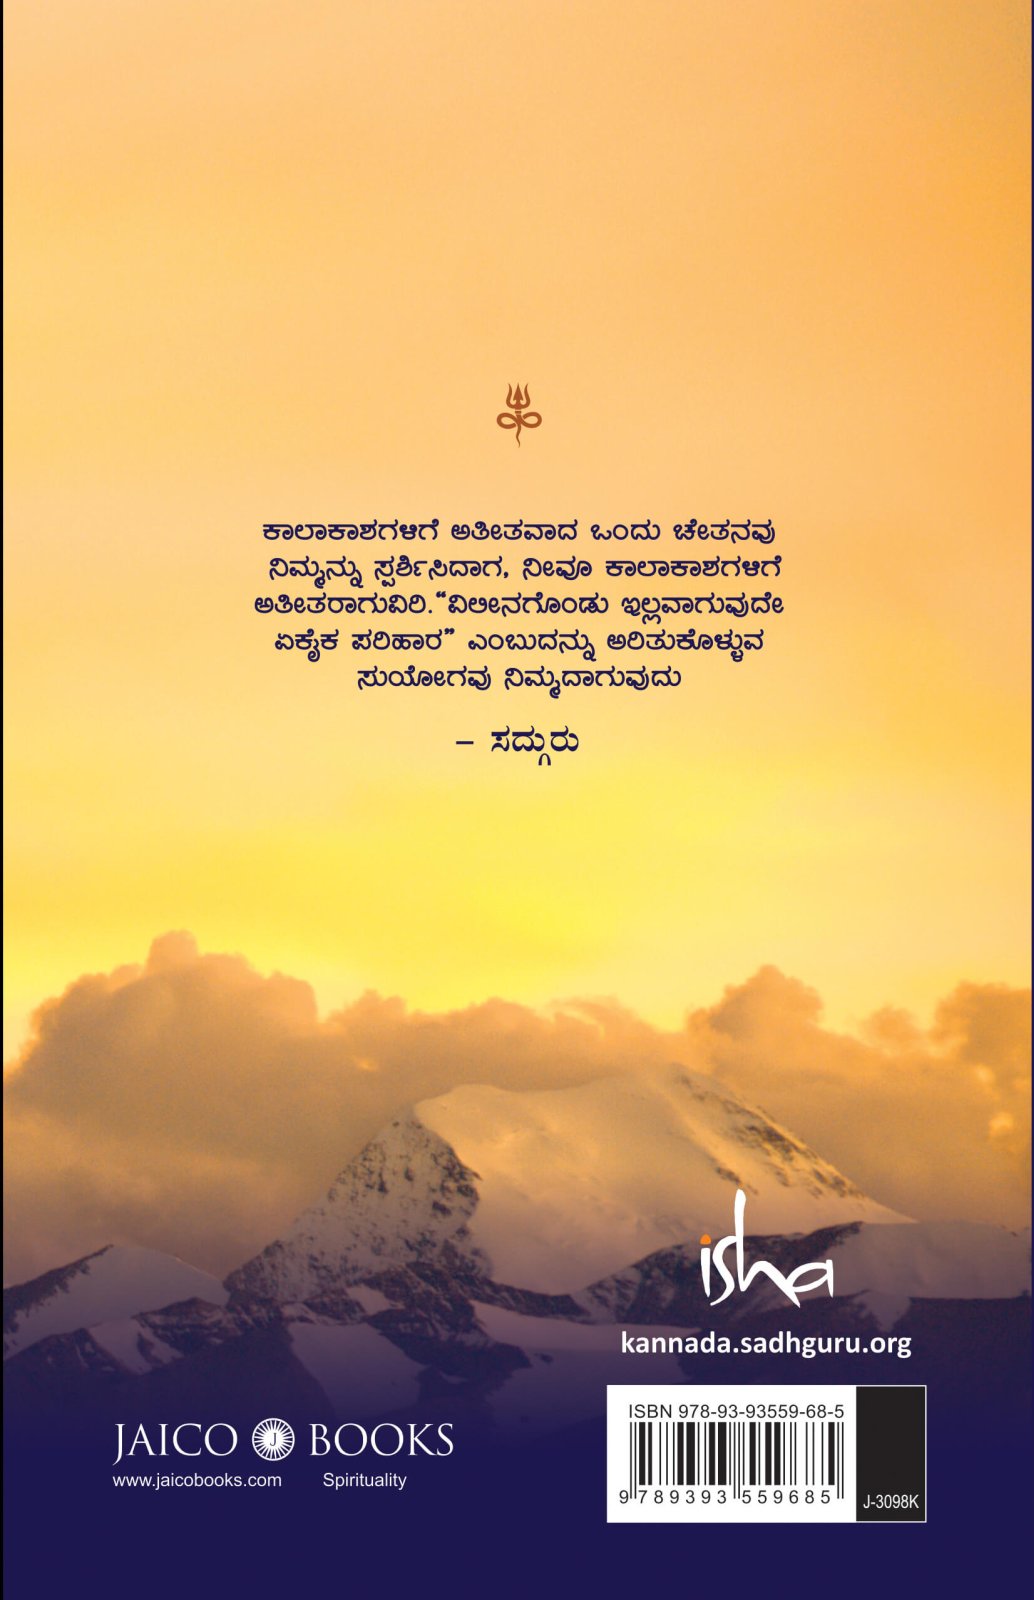 ಕಾಲಾಕಾಶಗಳಿಗೆ ಅತೀತವಾದ ಒಂದು ಚೇತನವು
ನಿಮ್ಮನ್ನು ಸ್ಪರ್ಶಿಸಿದಾಗ, ನೀವೂ ಕಾಲಾಕಾಶಗಳಿಗೆ
ಅತೀತರಾಗುವಿರಿ.“ವಿಲೀನಗೊಂಡು ಇಲ್ಲವಾಗುವುದೇ
ಏಕೈಕ ಪರಿಹಾರ” ಎಂಬುದನ್ನು ಅರಿತುಕೊಳ್ಳುವ
ಸುಯೋಗವು ನಿಮ್ಮದಾಗುವುದು
– ಸದ್ಗುರು
isha
kannada.sadhguru.org
JAICO J BOOKS
www.jaicobooks.com Spirituality
ISBN 978-93-93559-68-5
9 789393 559685
J-3098K